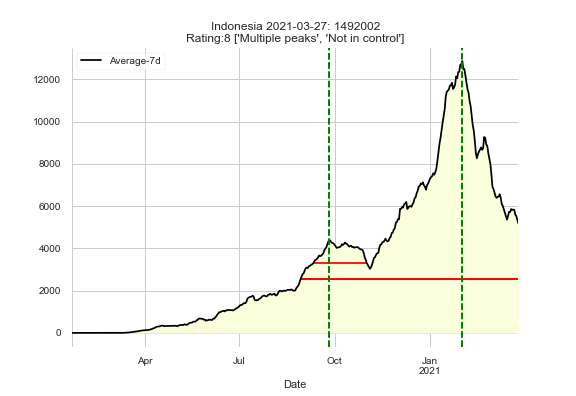 Indonesia 2021-03-27: 1492002
Rating:8 ['Multiple peaks', 'Not in control']
Average-7d
12000
10000
8000
6000
4000
2000
0
Apr
Jul
Oct
Jan
2021
Date